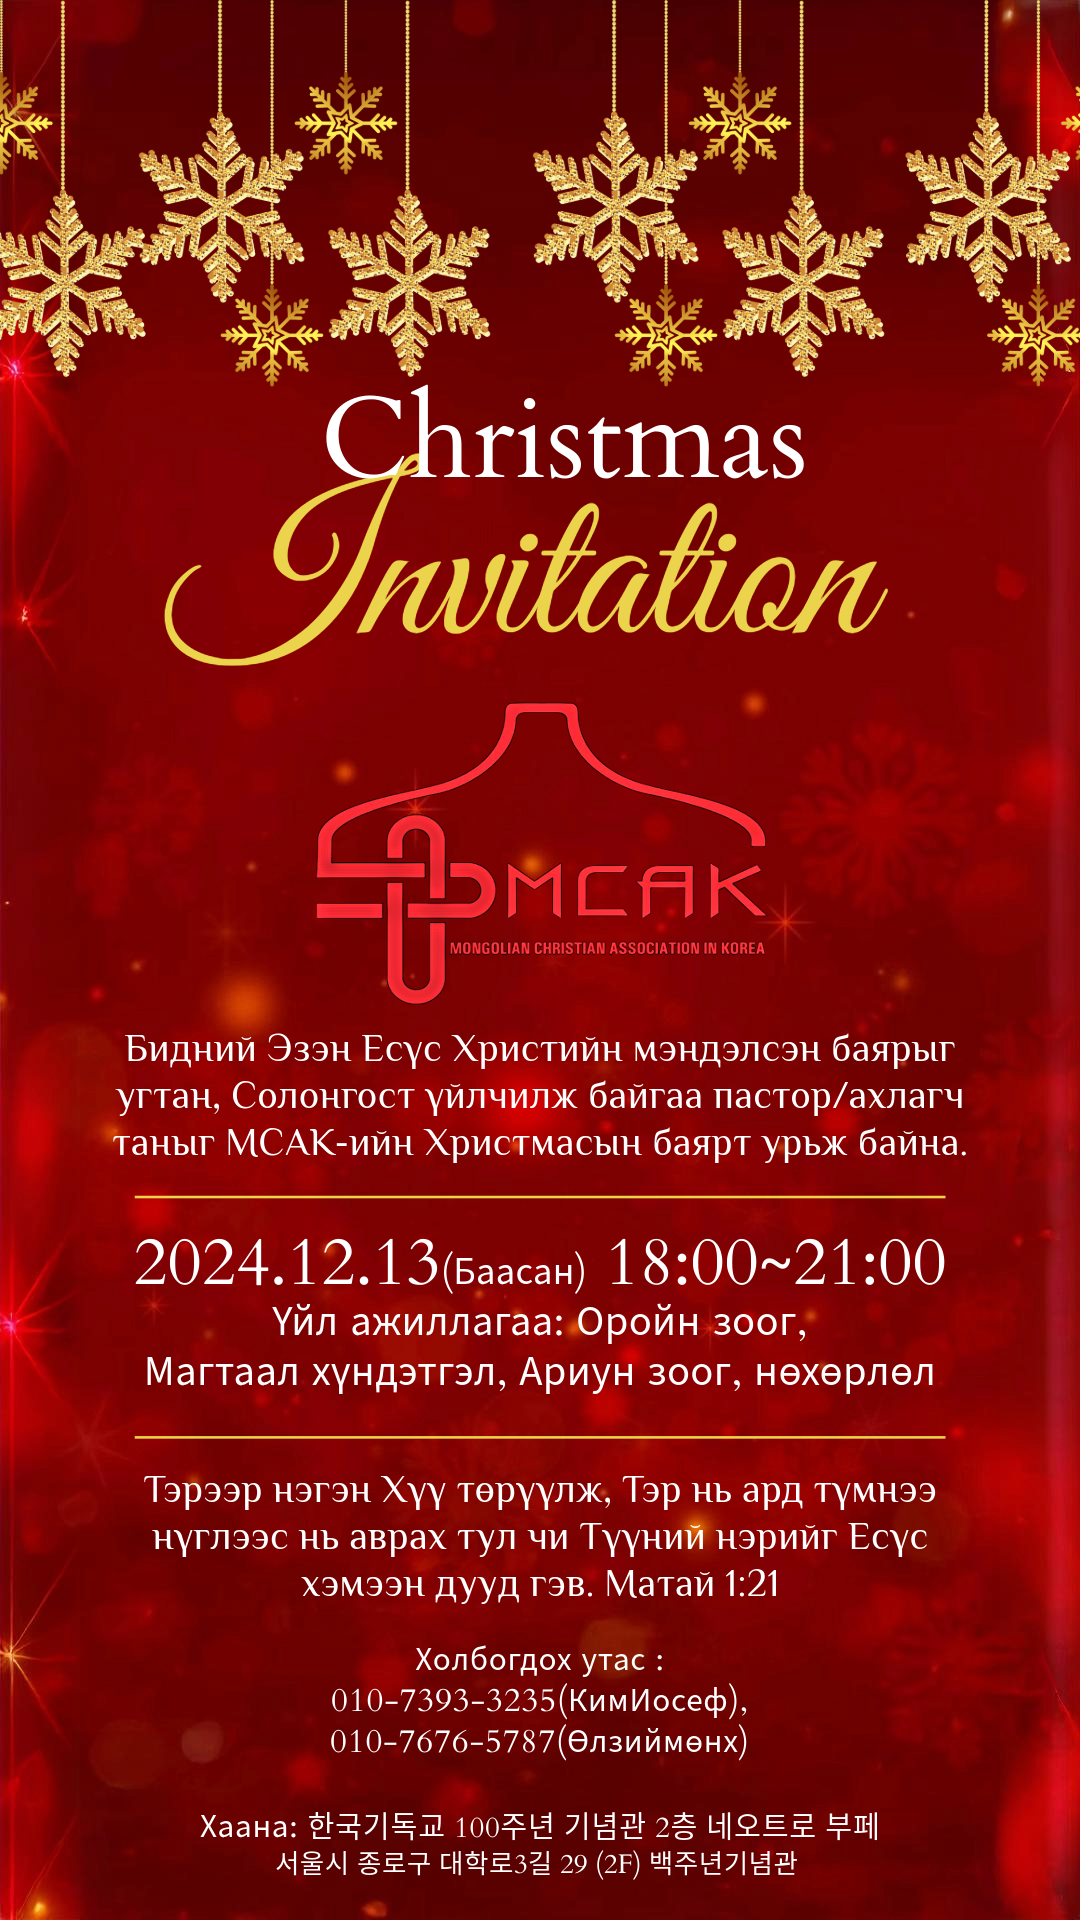 Christmas
Invitation
MCAK
MONGOLIAN CHRISTIAN ASSOCIATION IN KOREA
Бидний Эзэн Есүс Христийн мэндэлсэн баярыг
угтан, Солонгост үйлчилж байгаа пастор/ахлагч
таныг МСАК-ийн Христмасын баярт урьж байна.
2024.12.13(Баасан) 18:00~21:00
Үйл ажиллагаа: Оройн зоог,
Магтаал хүндэтгэл, Ариун зоог, нөхөрлөл
Тэрээр нэгэн Хүү төрүүлж, Тэр нь ард түмнээ
нүглээс нь аврах тул чи Түүний нэрийг Есүс
хэмээн дууд гэв. Матай 1:21
Холбогдох утас :
010-7393-3235(КимИосеф),
010-7676-5787(Өлзиймөнх)
Хаана: 한국기독교 100주년 기념관 2층 네오트로 부페
서울시 종로구 대학로3길 29 (2F) 백주년기념관